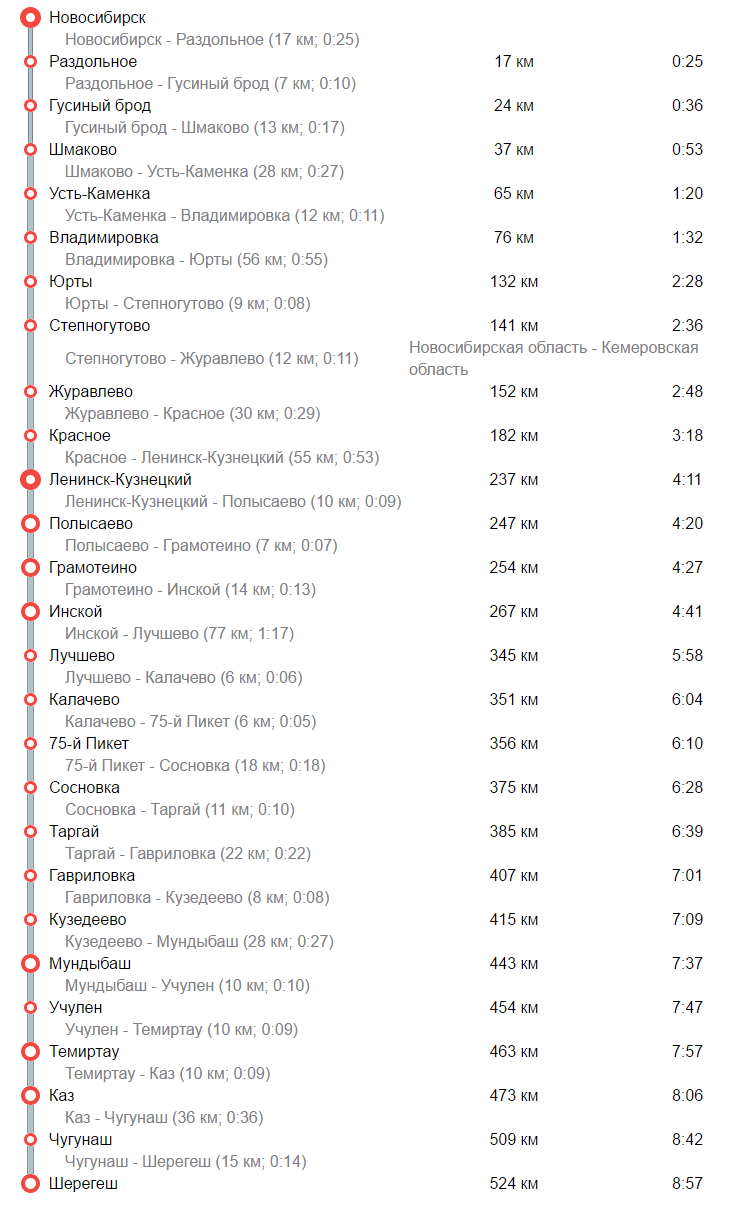 Новосибирск
Новосибирск - Раздольное (17 км; 0:25)
Раздольное 17 км 0:25
Раздольное - Гусиный брод (7 км; 0:10)
Гусиный брод 24 км 0:36
Гусиный брод - Шмаково (13 км; 0:17)
Шмаково 37 км 0:53
Шмаково - Усть-Каменка (28 км; 0:27)
Усть-Каменка 65 км 1:20
Усть-Каменка - Владимировка (12 км; 0:11)
Владимировка 76 км 1:32
Владимировка - Юрты (56 км; 0:55)
Юрты 132 км 2:28
Юрты - Степногутово (9 км; 0:08)
Степногутово 141 км 2:36
Степногутово - Журавлево (12 км; 0:11)
Новосибирская область - Кемеровская
область
Журавлево 152 км 2:48
Журавлево - Красное (30 км; 0:29)
Красное 182 км 3:18
Красное - Ленинск-Кузнецкий (55 км; 0:53)
Ленинск-Кузнецкий 237 км 4:11
Ленинск-Кузнецкий - Полысаево (10 км; 0:09)
Полысаево 247 км 4:20
Полысаево - Грамотеино (7 км; 0:07)
Грамотеино 254 км 4:27
Грамотеино - Инской (14 км; 0:13)
Инской 267 км 4:41
Инской - Лучшево (77 км; 1:17)
Лучшево 345 км 5:58
Лучшево - Калачево (6 км; 0:06)
Калачево 351 км 6:04
Калачево - 75-й Пикет (6 км; 0:05)
75-й Пикет 356 км 6:10
75-й Пикет - Сосновка (18 км; 0:18)
Сосновка 375 км 6:28
Сосновка - Таргай (11 км; 0:10)
Таргай 385 км 6:39
Таргай - Гавриловка (22 км; 0:22)
Гавриловка 407 км 7:01
Гавриловка - Кузедеево (8 км; 0:08)
Кузедеево 415 км 7:09
Кузедеево - Мундыбаш (28 км; 0:27)
Мундыбаш 443 км 7:37
Мундыбаш - Учулен (10 км; 0:10)
Учулен 454 км 7:47
Учулен - Темиртау (10 км; 0:09)
Темиртау 463 км 7:57
Темиртау - Каз (10 км; 0:09)
Каз 473 км 8:06
Каз - Чугунаш (36 км; 0:36)
Чугунаш 509 км 8:42
Чугунаш - Шерегеш (15 км; 0:14)
Шерегеш 524 км 8:57